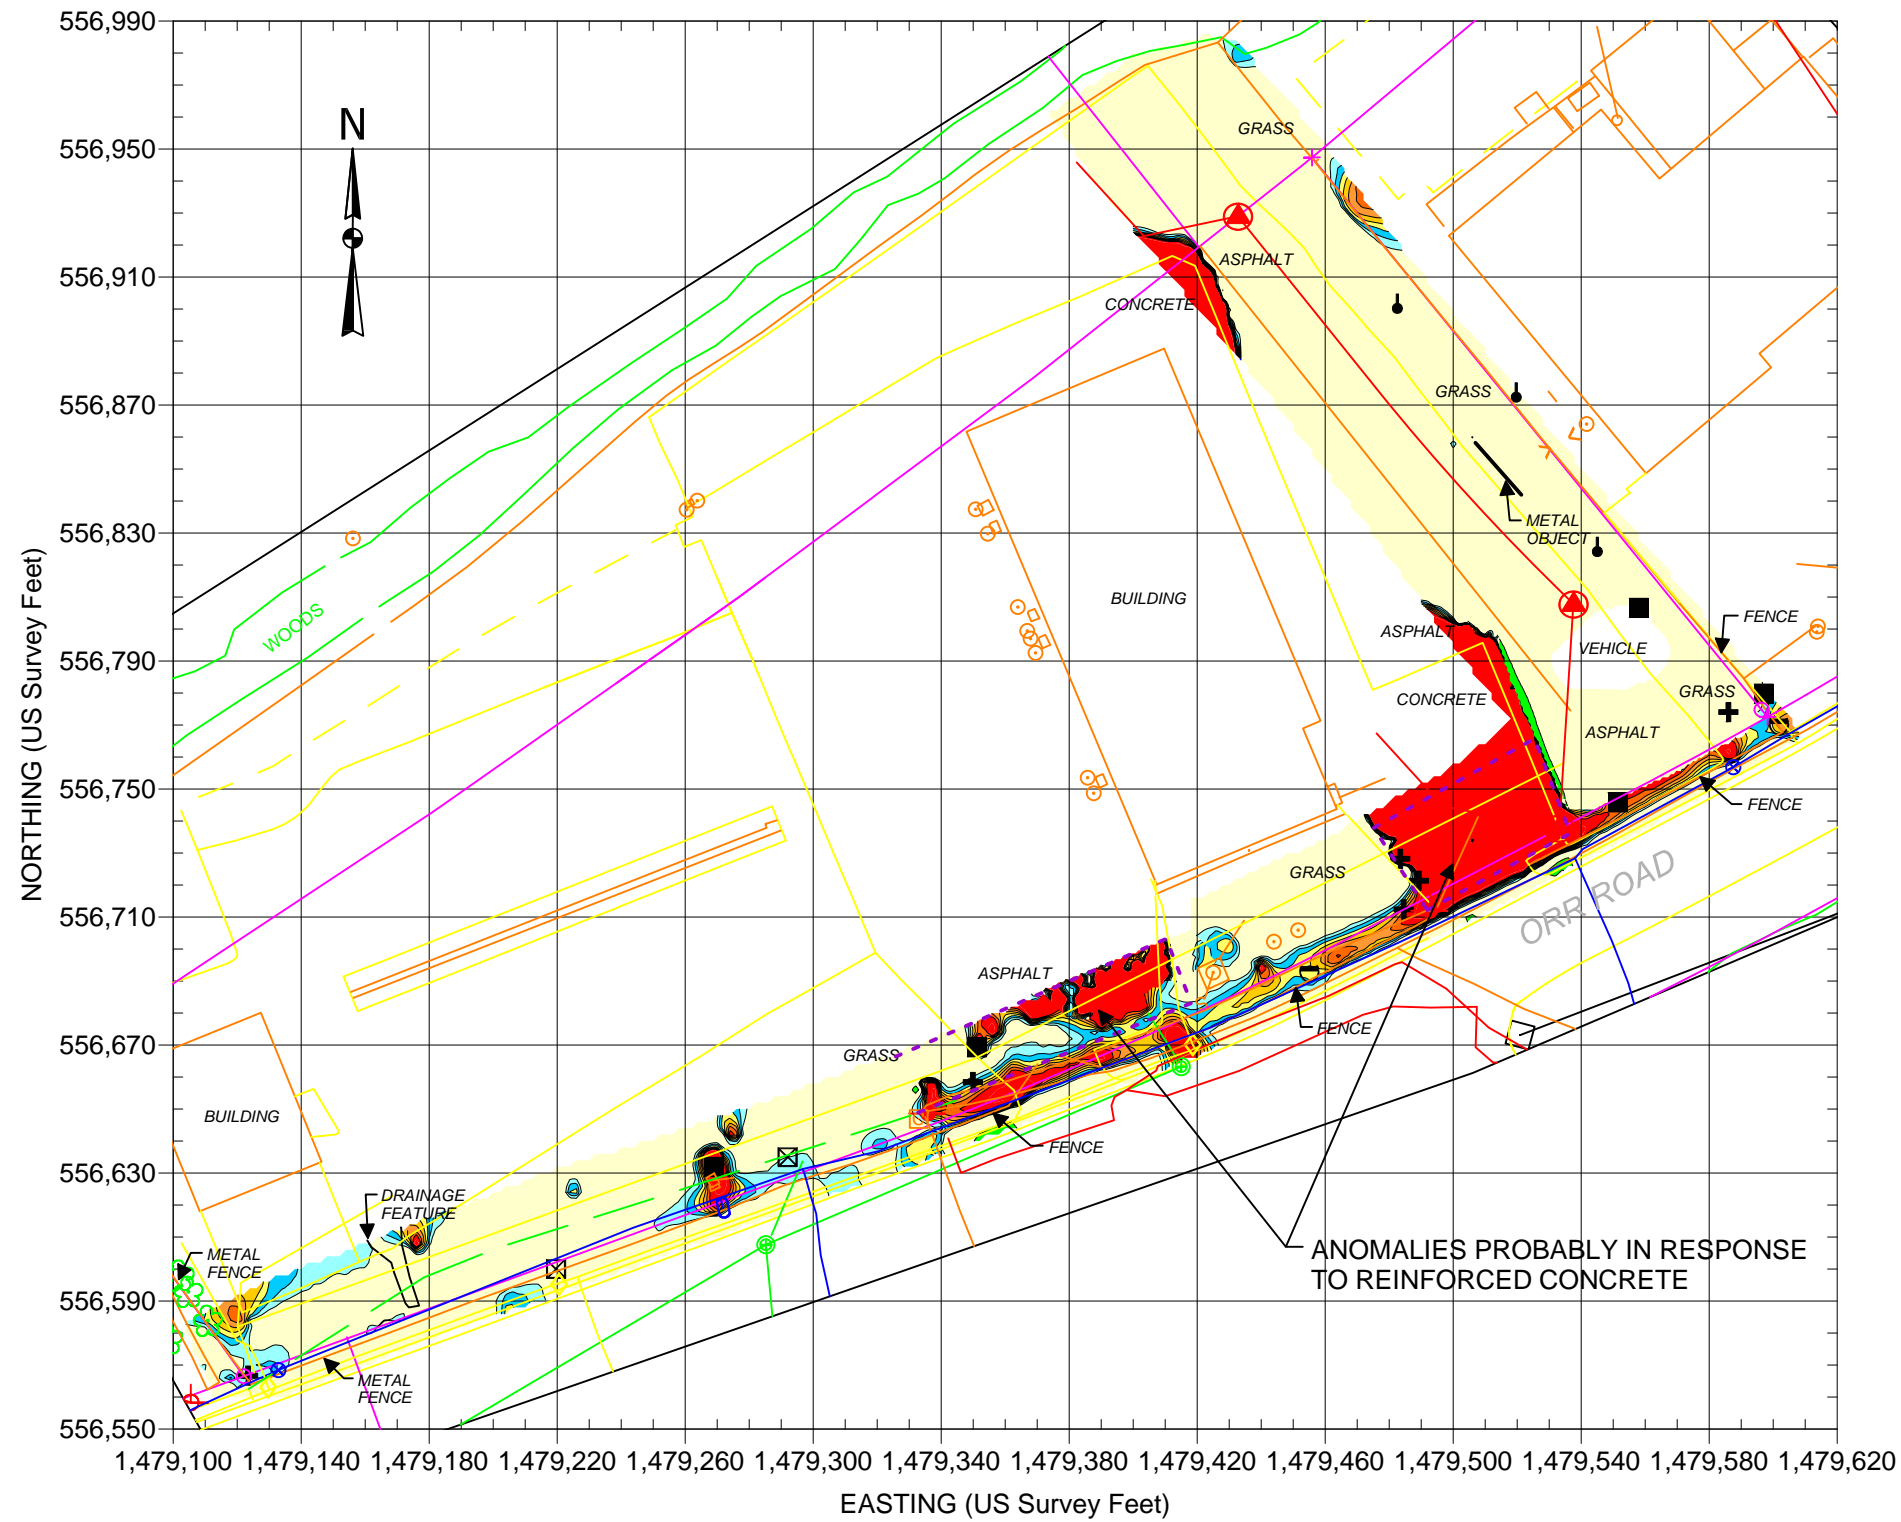 556,990
556,950
556,910
556,870
556,830
556,790
556,750
556,710
556,670
556,630
556,590
556,550
NORTHING (US Survey Feet)
N
GRASS
ASPHALT
CONCRETE
GRASS
METAL
OBJECT
WOODS
BUILDING
FENCE
ASPHALT
VEHICLE
CONCRETE
GRASS
ASPHALT
FENCE
GRASS
ORR ROAD
ASPHALT
FENCE
GRASS
BUILDING
FENCE
DRAINAGE
FEATURE
METAL
FENCE
ANOMALIES PROBABLY IN RESPONSE
TO REINFORCED CONCRETE
METAL
FENCE
1,479,100 1,479,140 1,479,180 1,479,220 1,479,260 1,479,300 1,479,340 1,479,380 1,479,420 1,479,460 1,479,500 1,479,540 1,479,580 1,479,620
EASTING (US Survey Feet)